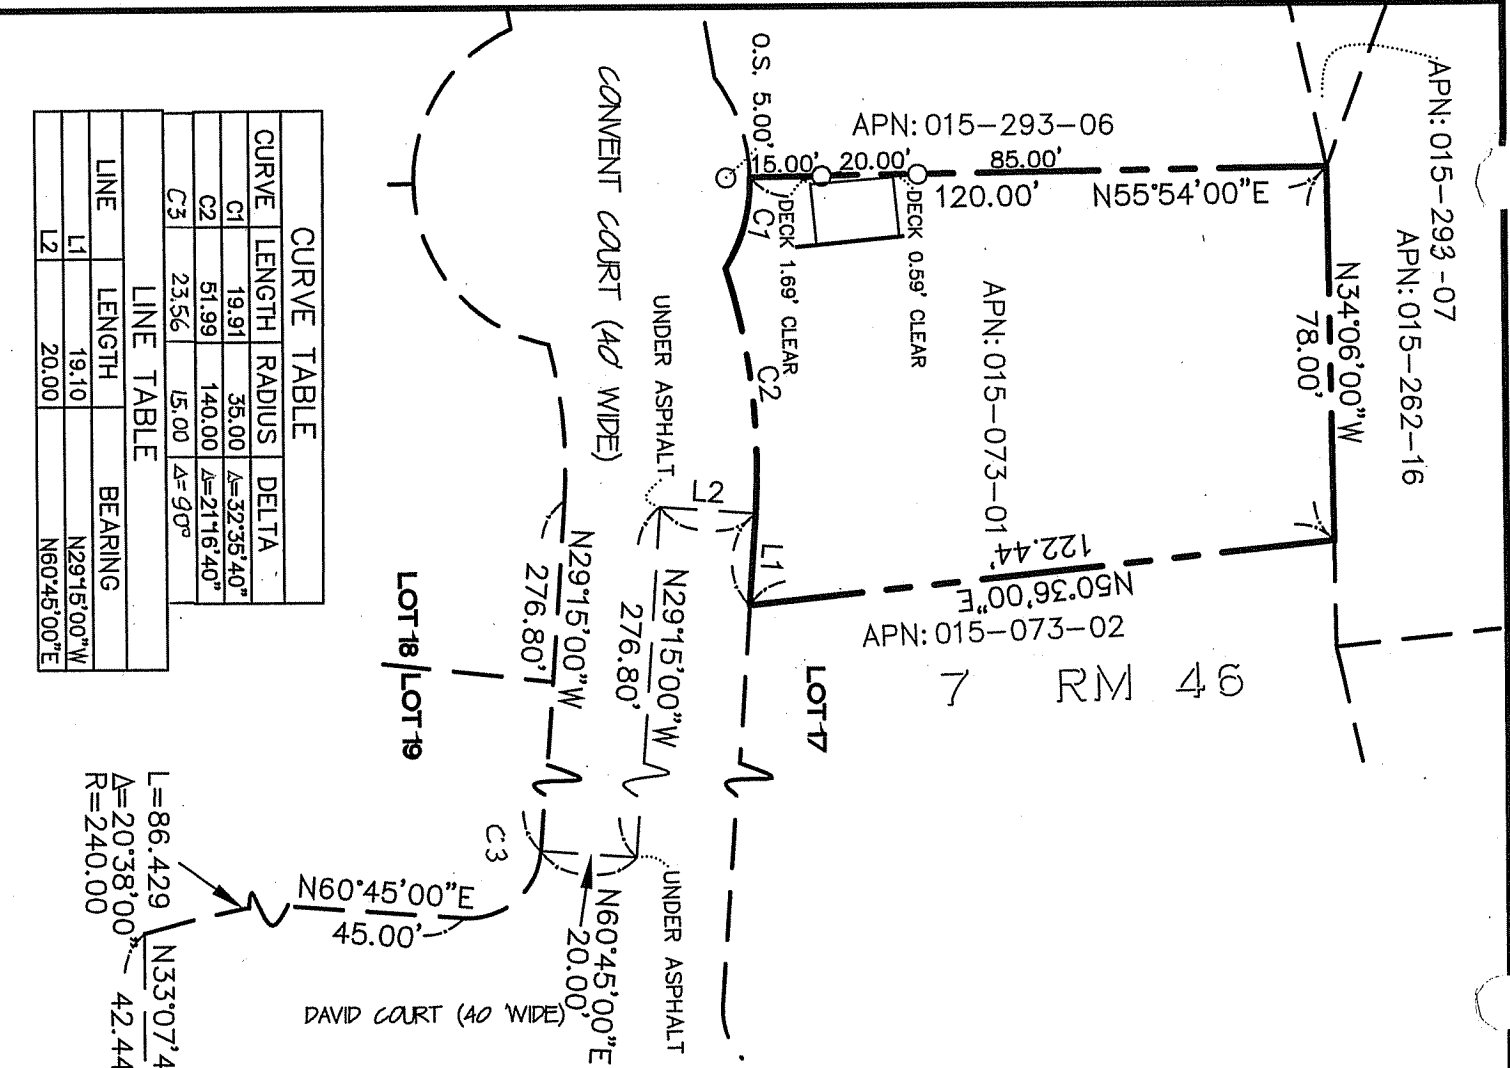 APN: 015-293-07
APN: 015-262-16
APN: 015-293-06
O.S. 5.00'
15.00'
20.00'
85.00'
120.00'
N55°54'00"E
N34°06'00"W
78.00'
CONVENT COURT (40' WIDE)
C1
DECK 1.69' CLEAR
DECK 0.59' CLEAR
APN: 015-073-01
C2
UNDER ASPHALT
L2
L1
122.44'
N50°36'00"E
APN: 015-073-02
7 RM 46
LOT 17
N29°15'00"W
276.80'
N29°15'00"W
276.80'
LOT 18
LOT 19
CURVE TABLE
CURVE LENGTH RADIUS DELTA
C1 19.91 35.00 Δ=32°35'40"
C2 51.99 140.00 Δ=21°16'40"
C3 23.56 15.00 Δ=90°
LINE TABLE
LINE LENGTH BEARING
L1 19.10 N29°15'00"W
L2 20.00 N60°45'00"E
C3
UNDER ASPHALT
N60°45'00"E
20.00'
N60°45'00"E
45.00'
L=86.429
Δ=20°38'00"
R=240.00
N33°07'4
42.44
DAVID COURT (40 'WIDE)